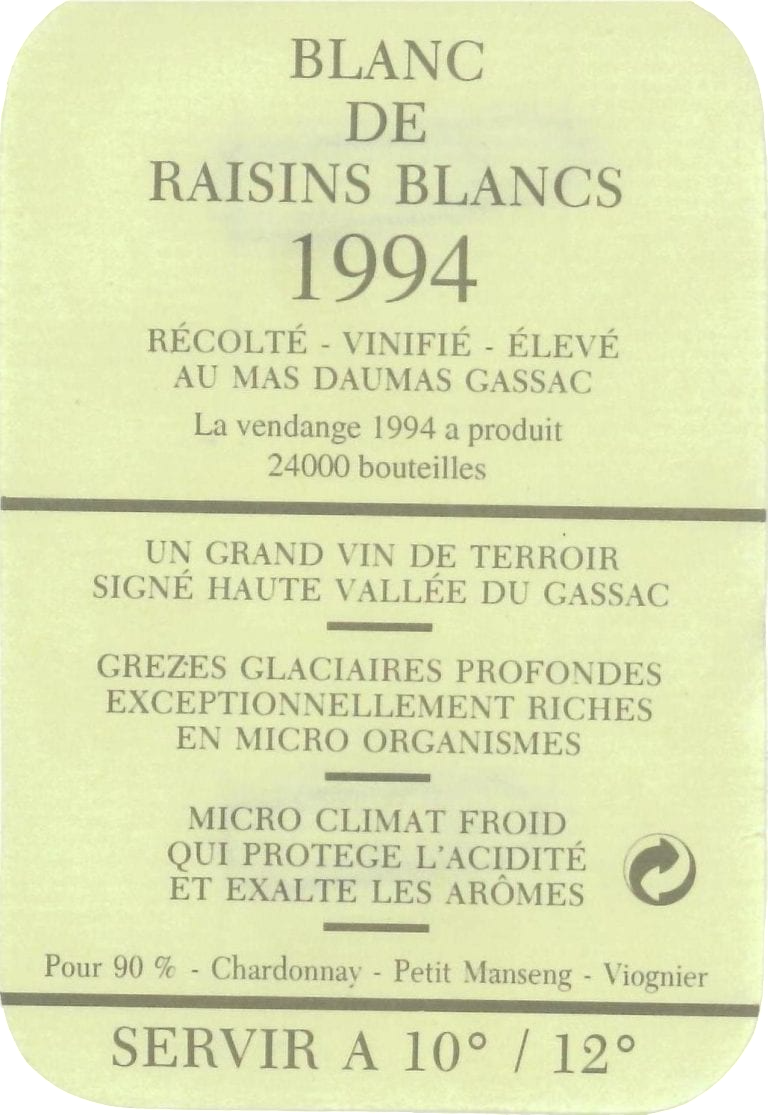 BLANC
DE
RAISINS BLANCS
1994
RÉCOLTÉ - VINIFIÉ - ÉLEVÉ
AU MAS DAUMAS GASSAC
La vendange 1994 a produit
24000 bouteilles
UN GRAND VIN DE TERROIR
SIGNÉ HAUTE VALLÉE DU GASSAC
GREZES GLACIAIRES PROFONDES
EXCEPTIONNELLEMENT RICHES
EN MICRO ORGANISMES
MICRO CLIMAT FROID
QUI PROTEGE L'ACIDITÉ
ET EXALTE LES ARÔMES
Pour 90 % - Chardonnay - Petit Manseng - Viognier
SERVIR A 10° / 12°